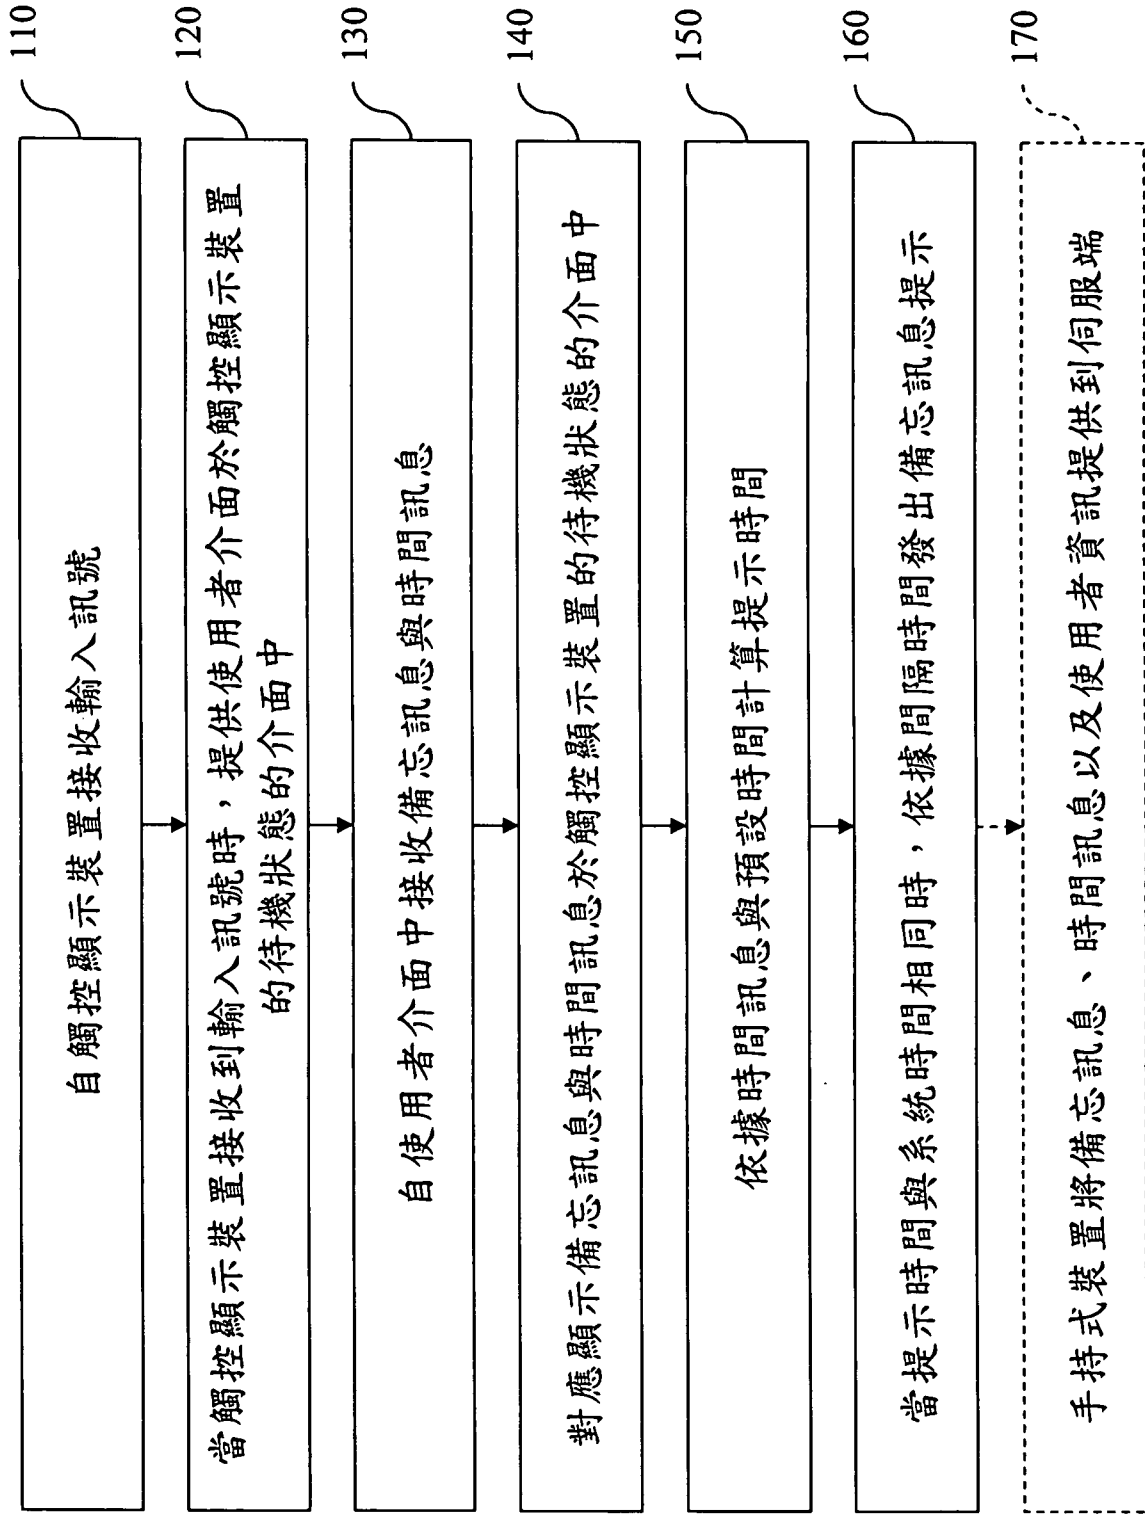 110
自觸控顯示裝置接收輸入訊號
120
當觸控顯示裝置接收到輸入訊號時，提供使用者介面於觸控顯示裝置
的待機狀態的介面中
130
自使用者介面中接收備忘訊息與時間訊息
140
對應顯示備忘訊息與時間訊息於觸控顯示裝置的待機狀態的介面中
150
依據時間訊息與預設時間計算提示時間
160
當提示時間與系統時間相同時，依據間隔時間發出備忘訊息提示
170
手持式裝置將備忘訊息、時間訊息以及使用者資訊提供到伺服端